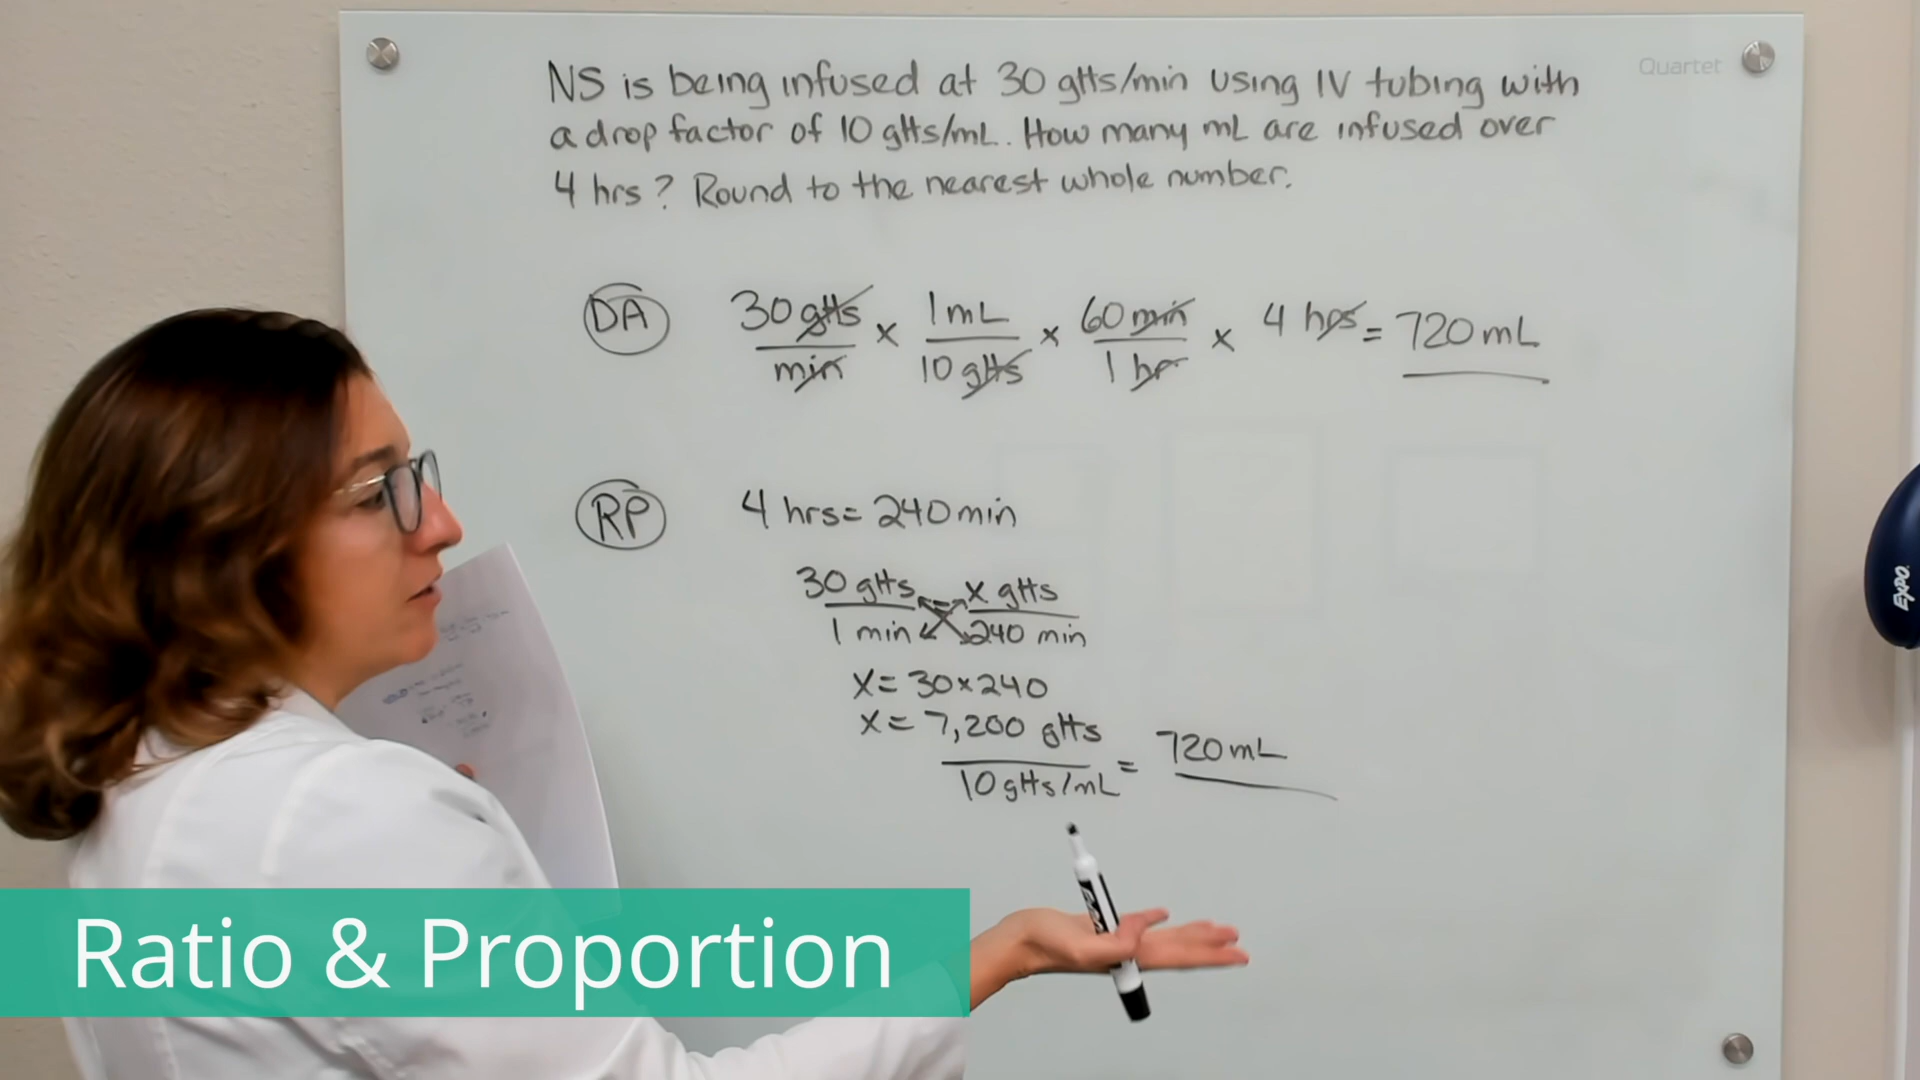 Quartet
NS is being infused at 30 gtts/min using IV tubing with
a drop factor of 10 gtts/mL. How many mL are infused over
4 hrs? Round to the nearest whole number.
DA
30 gtts/min × 1 mL/10 gtts × 60 min/1 hr × 4 hrs = 720 mL
RP
4 hrs = 240 min
30 gtts/1 min = x gtts/240 min
x = 30 × 240
x = 7,200 gtts
10 gtts/mL = 720 mL
EXPO
Ratio & Proportion